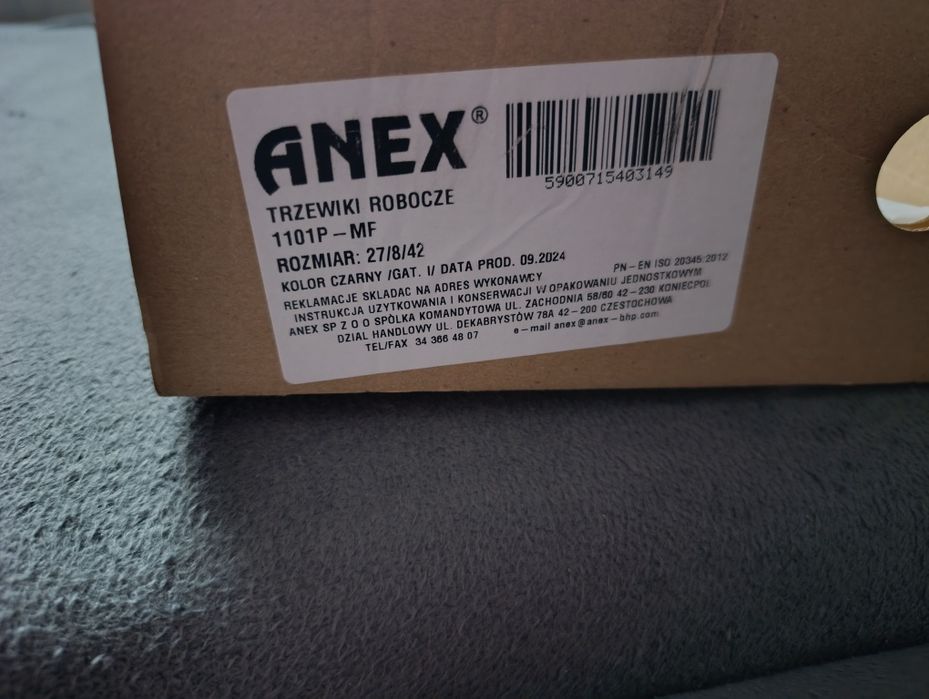 ANEX®
5900715403149
TRZEWIKI ROBOCZE
1101P – MF
ROZMIAR: 27/8/42
KOLOR CZARNY /GAT. I/ DATA PROD. 09.2024
PN – EN ISO 20345:2012
REKLAMACJE SKLADAC NA ADRES WYKONAWCY
INSTRUKCJA UZYTKOWANIA I KONSERWACJI W OPAKOWANIU JEDNOSTKOWYM
ANEX SP Z O O SPÓLKA KOMANDYTOWA UL. ZACHODNIA 58/60 42 – 230 KONIECPOL
DZIAL HANDLOWY UL. DEKABRYSTÓW 78A 42 – 200 CZESTOCHOWA
TEL/FAX 34 366 48 07 e – mail anex@anex – bhp.com